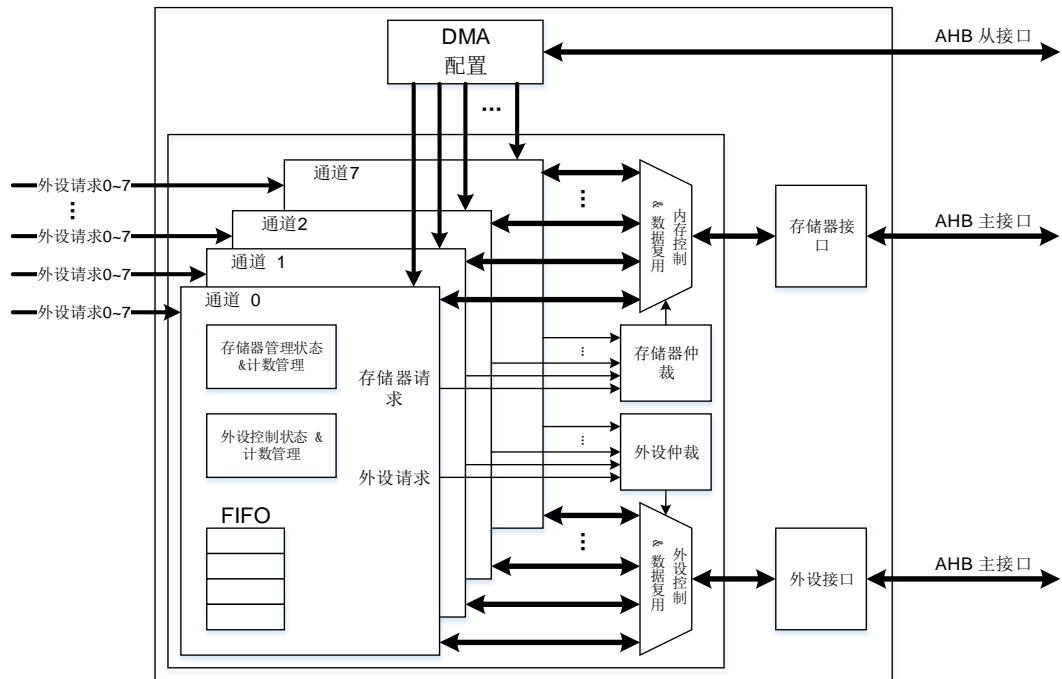 DMA
配置
AHB 从接口
...
通道7
外设请求0~7
...
通道2
外设请求0~7
通道 1
外设请求0~7
通道 0
外设请求0~7
...
内存控制
& 数据复用
存储器接
口
AHB 主接口
存储器管理状态
&计数管理
存储器请
求
...
存储器仲
裁
外设控制状态 &
计数管理
外设请求
...
外设仲裁
FIFO
...
外设控制
& 数据复用
外设接口
AHB 主接口